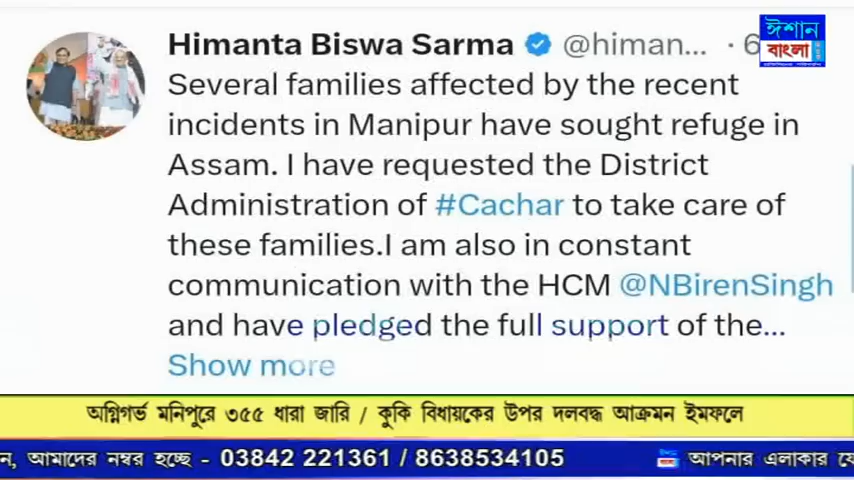 Himanta Biswa Sarma @himan... · 6
ঈশান
বাংলা
Several families affected by the recent
incidents in Manipur have sought refuge in
Assam. I have requested the District
Administration of #Cachar to take care of
these families.I am also in constant
communication with the HCM @NBirenSingh
and have pledged the full support of the...
Show more
অগ্নিগর্ভ মনিপুরে ৩৫৫ ধারা জারি / কুকি বিধায়কের উপর দলবদ্ধ আক্রমন ইমফলে
ন, আমাদের নম্বর হচ্ছে - 03842 221361 / 8638534105 আপনার এলাকার যে